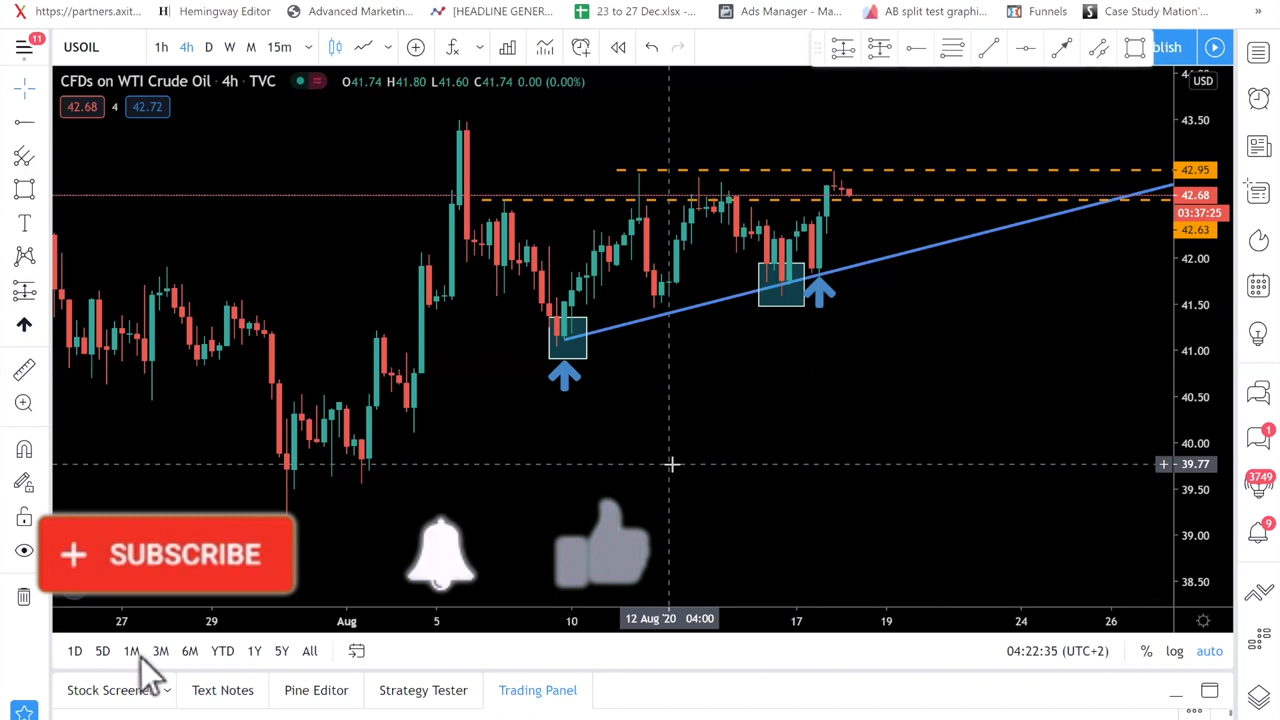 https://partners.axit...
Hemingway Editor
Advanced Marketin...
[HEADLINE GENER...
23 to 27 Dec.xlsx -...
Ads Manager - Ma...
AB split test graphi...
Funnels
Case Study Mation'...
»
11
USOIL
1h 4h D W M 15m
blish
CFDs on WTI Crude Oil · 4h · TVC
O41.74 H41.80 L41.60 C41.74 0.00 (0.00%)
USD
42.68 4 42.72
43.50
42.95
42.68
03:37:25
42.63
42.00
41.50
41.00
40.50
40.00
39.77
39.50
39.00
38.50
1
3749
9
+ SUBSCRIBE
27 29 Aug 5 10 12 Aug '20 04:00 17 19 24 26
1D 5D 1M 3M 6M YTD 1Y 5Y All
04:22:35 (UTC+2) % log auto
Stock Screene
Text Notes
Pine Editor
Strategy Tester
Trading Panel